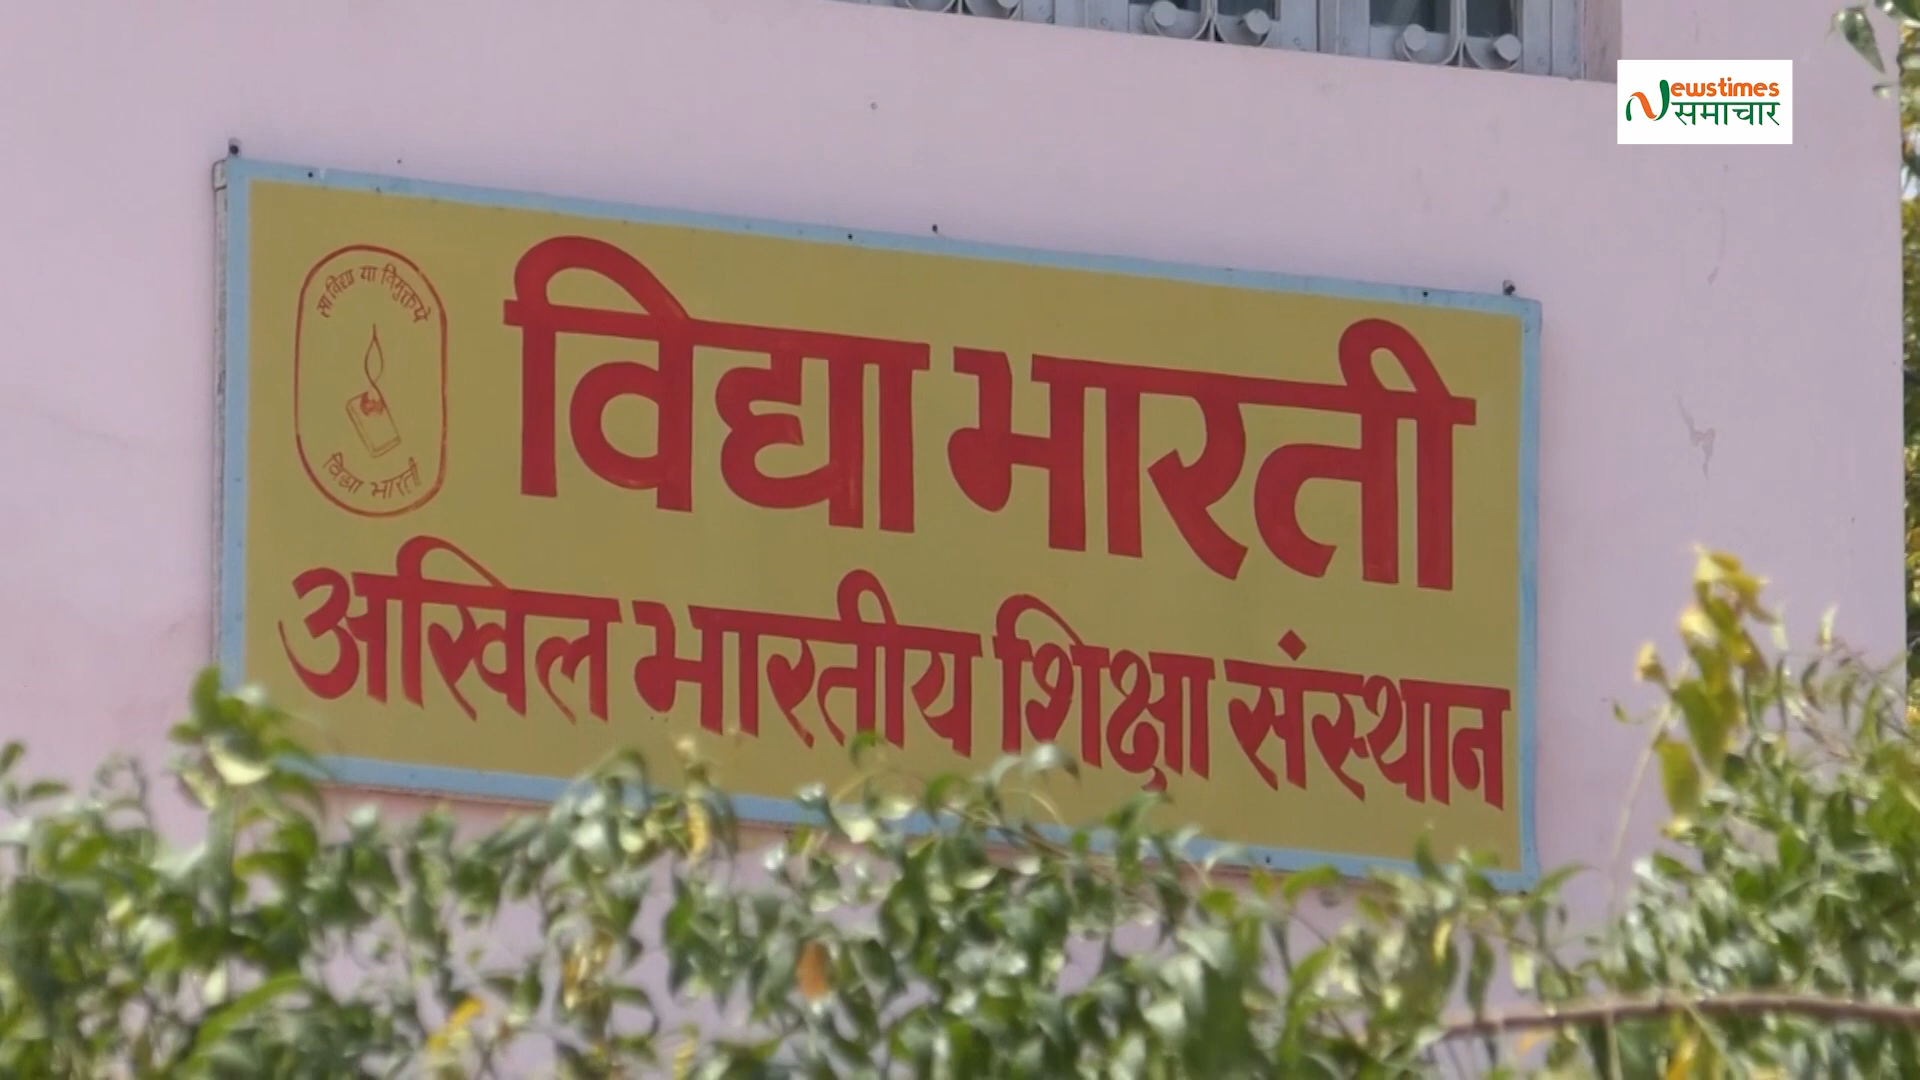 Newstimes
समाचार
सा विद्या या विमुक्तये
विद्या भारती
विद्या भारती
अखिल भारतीय शिक्षा संस्थान